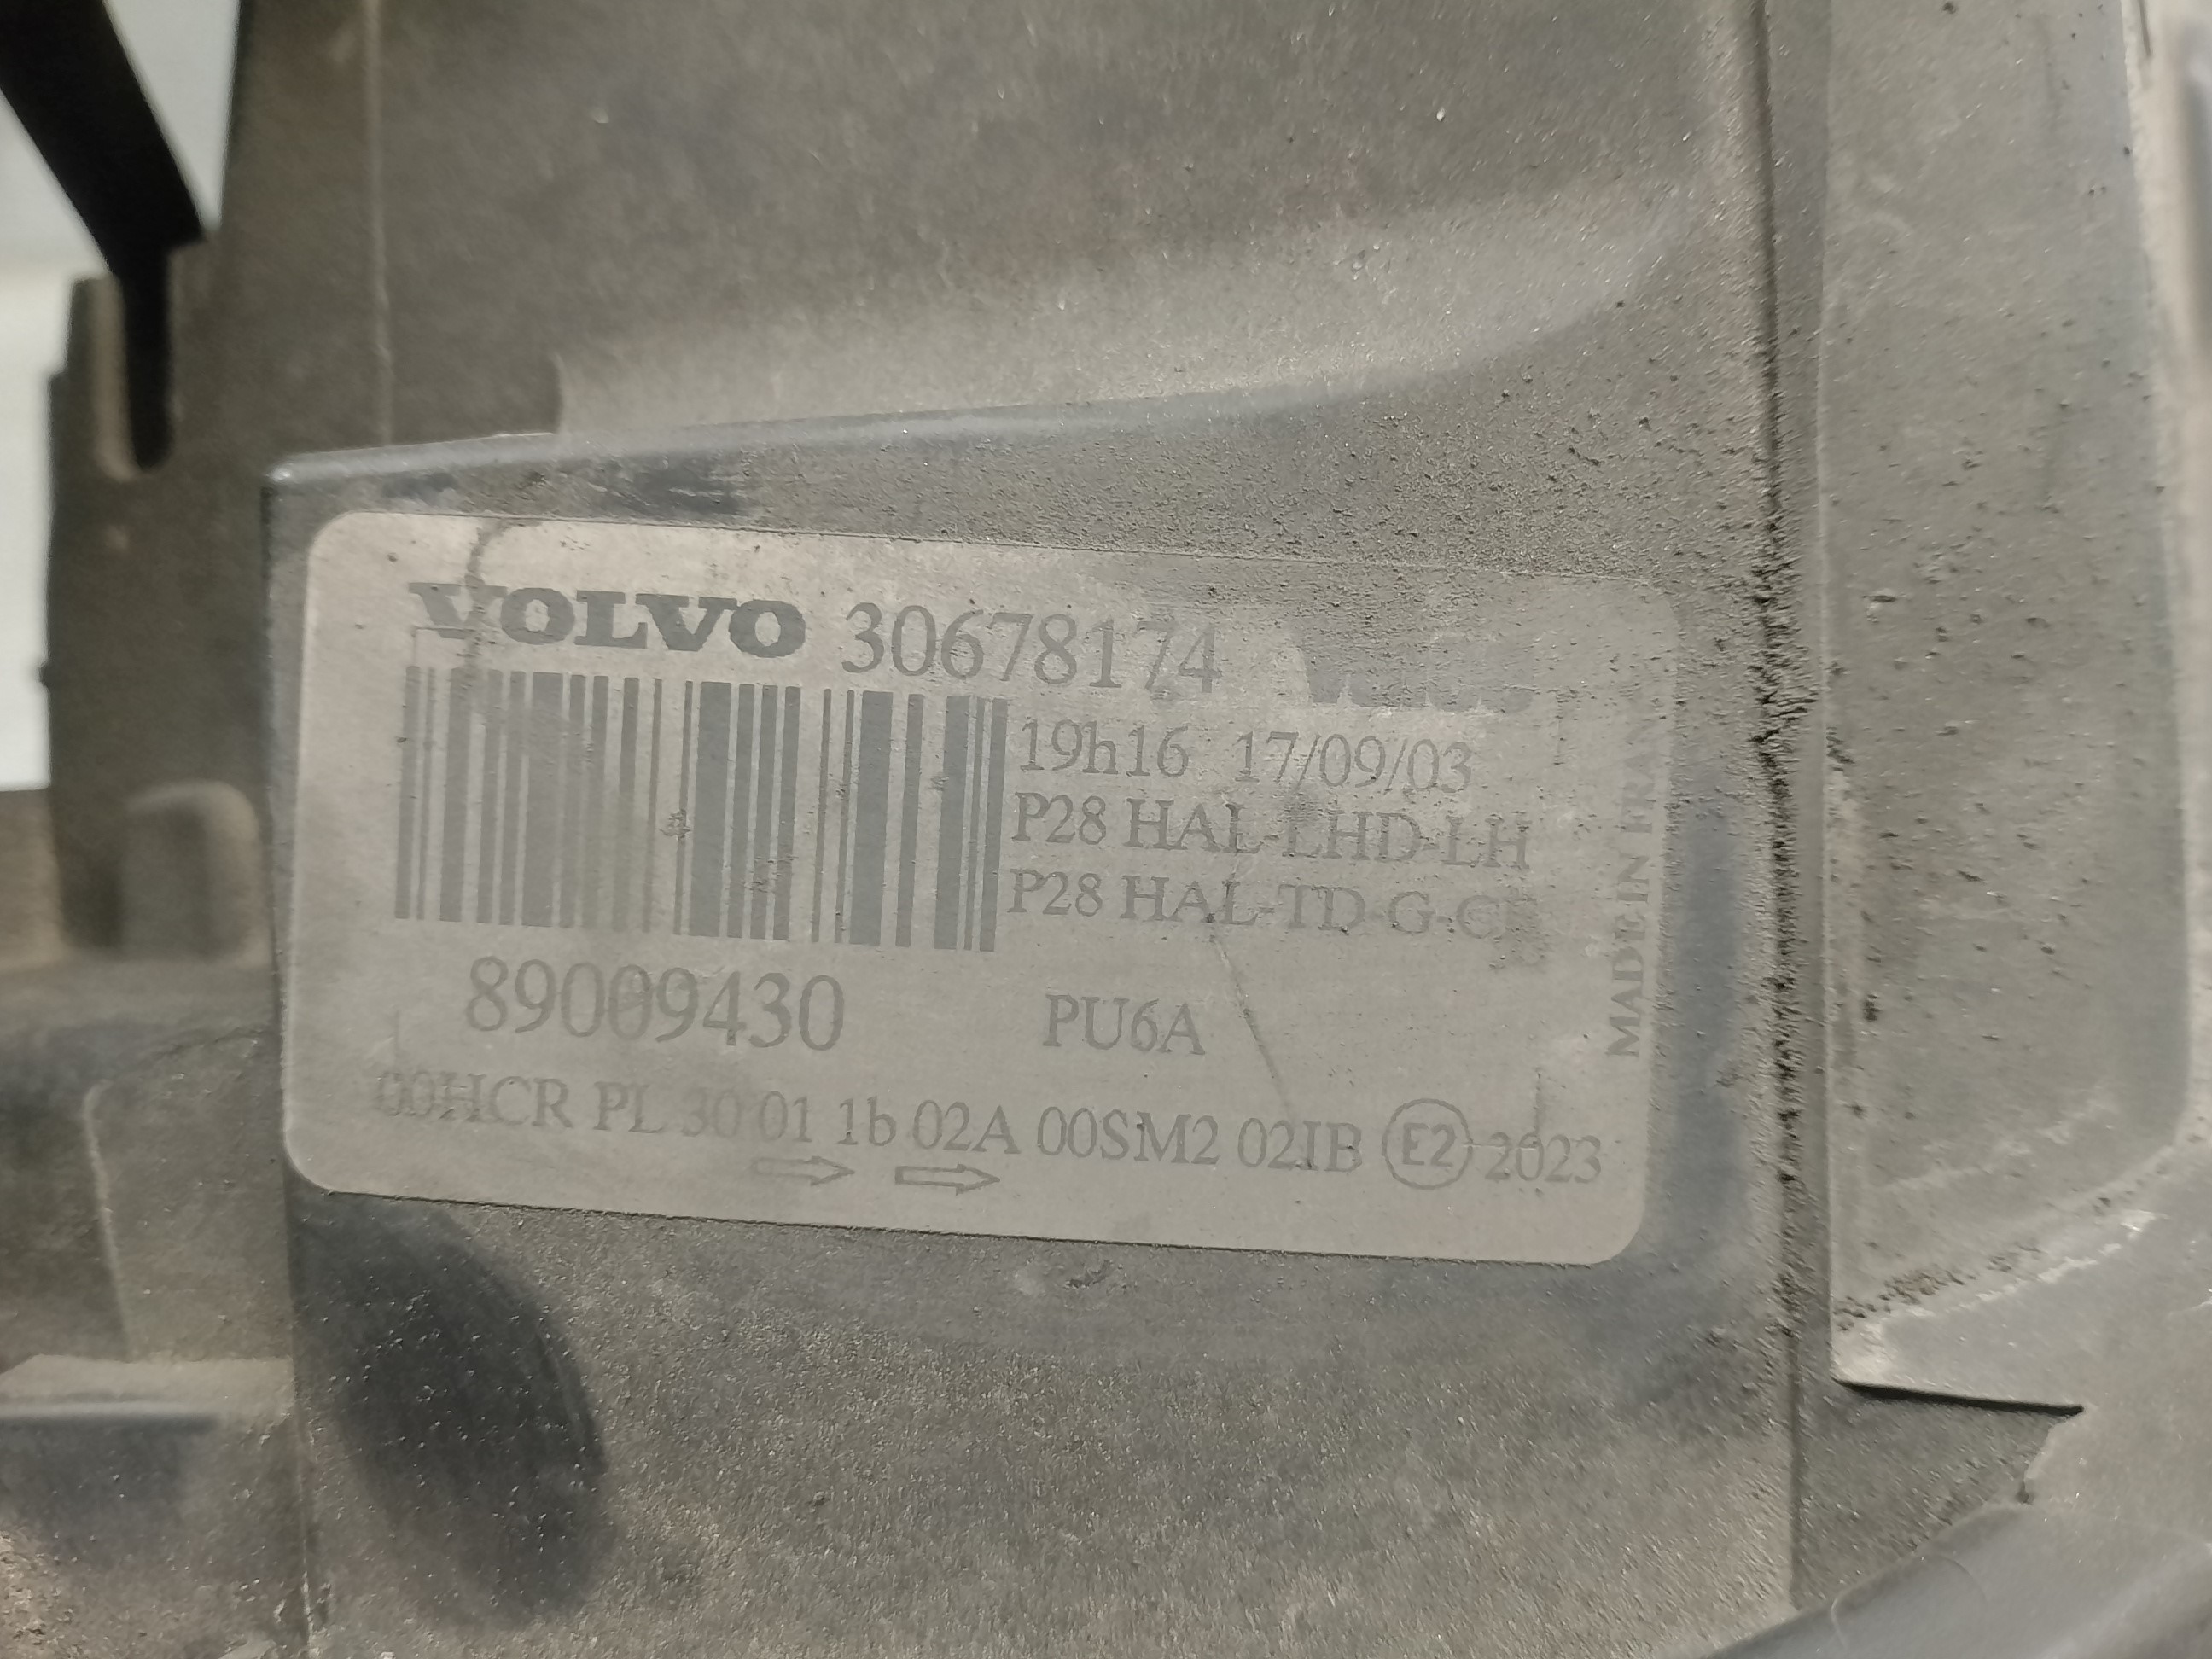 VOLVO 30678174 Valeo
19h16 17/09/03
P28 HAL-LHD-LH
P28 HAL-TD-G-CE
89009430 PU6A
00HCR PL 30 01 1b 02A 00SM2 02IB E2 2023
MADE IN